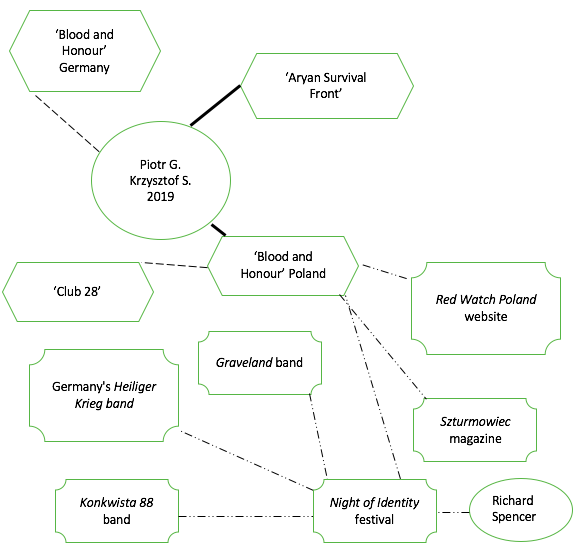 ‘Blood and
Honour’
Germany
‘Aryan Survival
Front’
Piotr G.
Krzysztof S.
2019
‘Blood and
Honour’ Poland
‘Club 28’
Red Watch Poland
website
Graveland band
Germany's Heiliger
Krieg band
Szturmowiec
magazine
Konkwista 88
band
Night of Identity
festival
Richard
Spencer